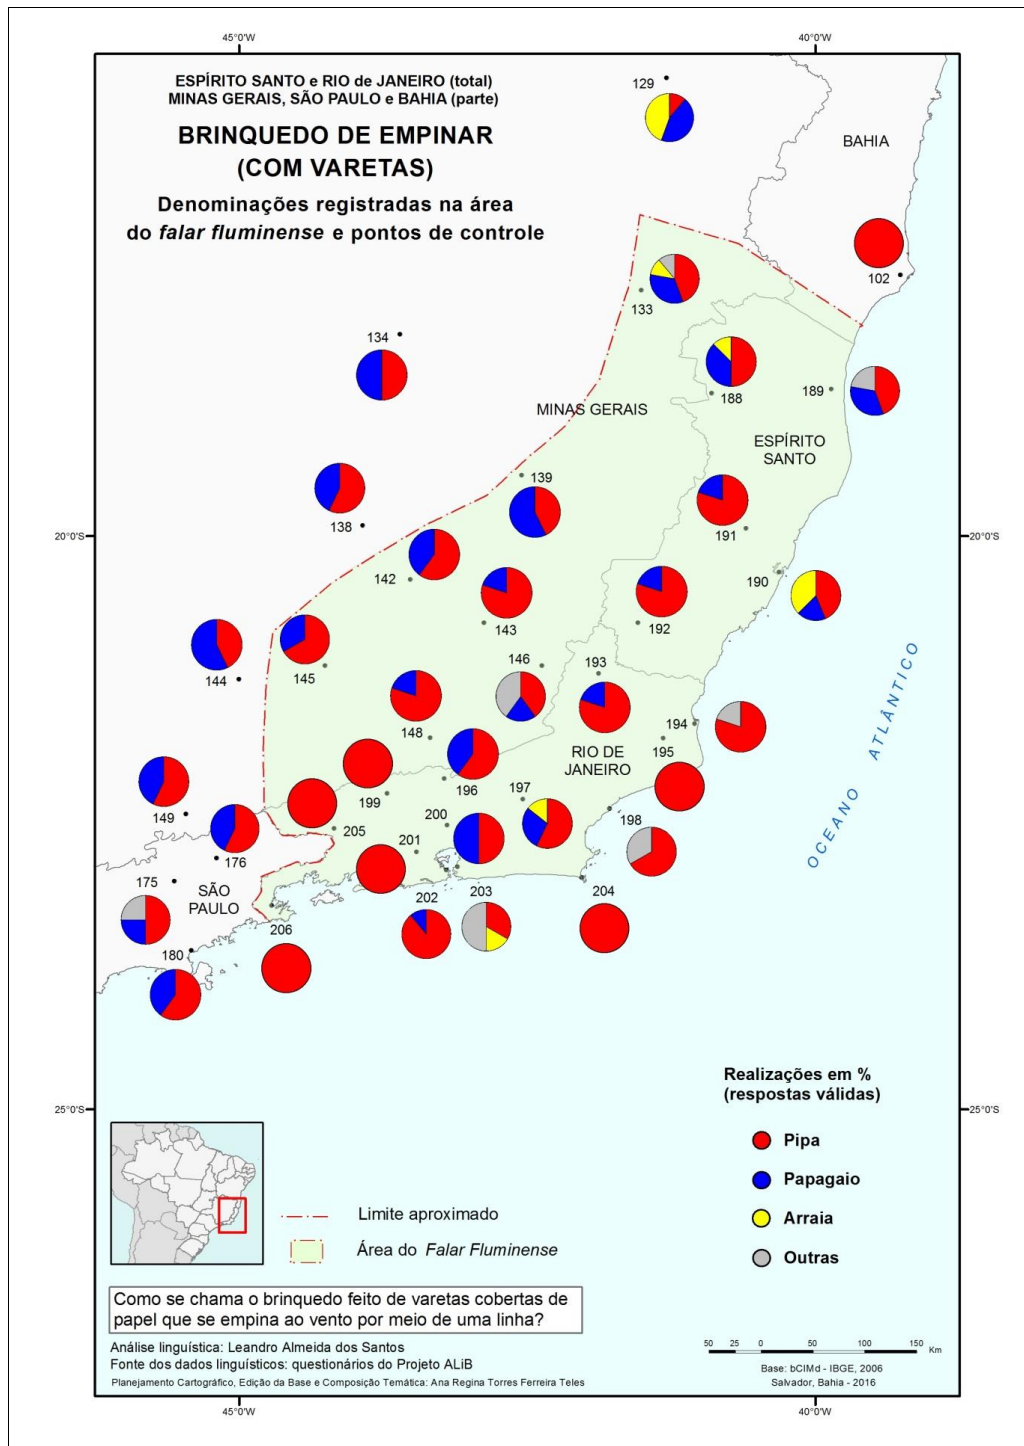 45°0'W
40°0'W
ESPÍRITO SANTO e RIO de JANEIRO (total)
MINAS GERAIS, SÃO PAULO e BAHIA (parte)
BRINQUEDO DE EMPINAR
(COM VARETAS)
Denominações registradas na área
do falar fluminense e pontos de controle
129
BAHIA
102
133
134
188
189
MINAS GERAIS
ESPÍRITO
SANTO
139
138
191
20°0'S
20°0'S
142
190
143
192
144
145
146
193
148
194
195
RIO DE
JANEIRO
196
199
197
149
205
200
198
176
201
175
SÃO
PAULO
202
203
204
206
180
OCEANO ATLÂNTICO
Realizações em %
(respostas válidas)
25°0'S
25°0'S
Pipa
Papagaio
Arraia
Outras
Limite aproximado
Área do Falar Fluminense
Como se chama o brinquedo feito de varetas cobertas de
papel que se empina ao vento por meio de uma linha?
Análise linguística: Leandro Almeida dos Santos
Fonte dos dados linguísticos: questionários do Projeto ALiB
Planejamento Cartográfico, Edição da Base e Composição Temática: Ana Regina Torres Ferreira Teles
50 25 0 50 100 150 Km
Base: bCIMd - IBGE, 2006
Salvador, Bahia - 2016
45°0'W
40°0'W